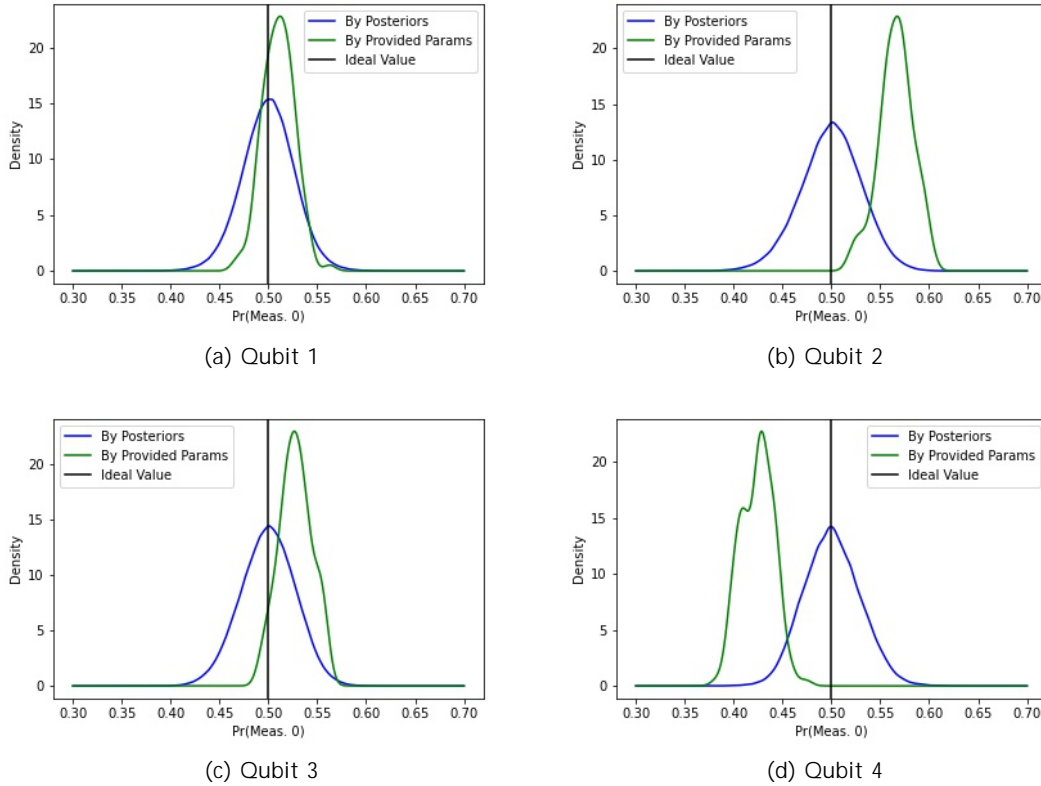 By Posteriors
By Provided Params
Ideal Value
20
15
10
5
0
Density
0.30 0.35 0.40 0.45 0.50 0.55 0.60 0.65 0.70
Pr(Meas. 0)
(a) Qubit 1
By Posteriors
By Provided Params
Ideal Value
20
15
10
5
0
Density
0.30 0.35 0.40 0.45 0.50 0.55 0.60 0.65 0.70
Pr(Meas. 0)
(b) Qubit 2
By Posteriors
By Provided Params
Ideal Value
20
15
10
5
0
Density
0.30 0.35 0.40 0.45 0.50 0.55 0.60 0.65 0.70
Pr(Meas. 0)
(c) Qubit 3
By Posteriors
By Provided Params
Ideal Value
20
15
10
5
0
Density
0.30 0.35 0.40 0.45 0.50 0.55 0.60 0.65 0.70
Pr(Meas. 0)
(d) Qubit 4